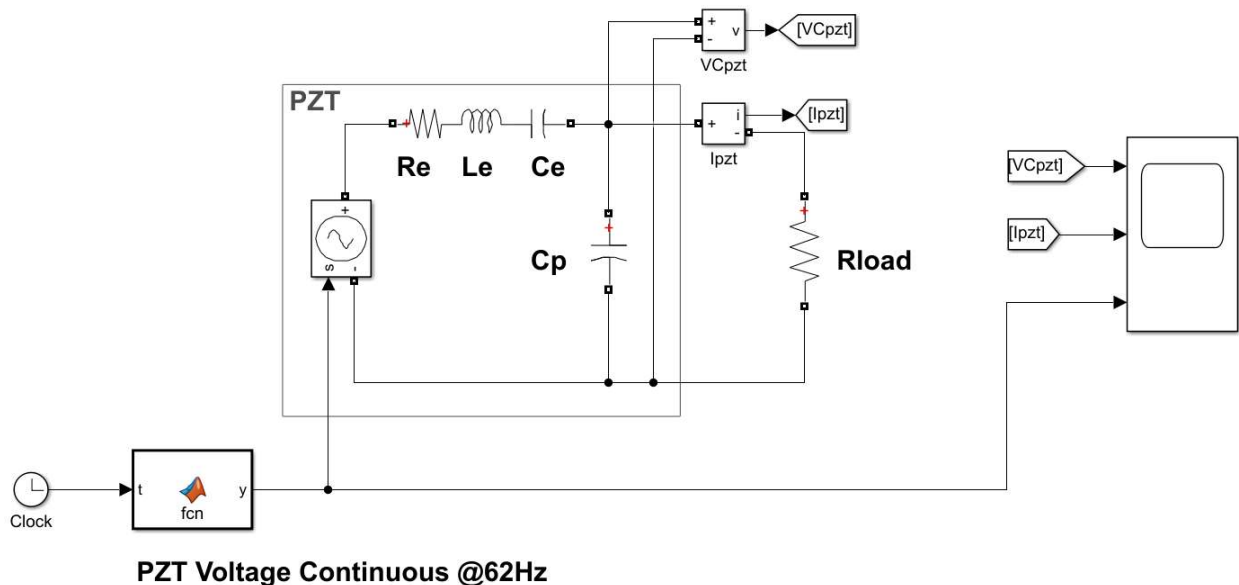 +
-
v
[VCpzt]
VCpzt
PZT
+
i
-
[Ipzt]
Ipzt
+
Re
Le
Ce
+
s
-
+
Cp
+
Rload
[VCpzt]
[Ipzt]
t
fcn
y
Clock
PZT Voltage Continuous @62Hz